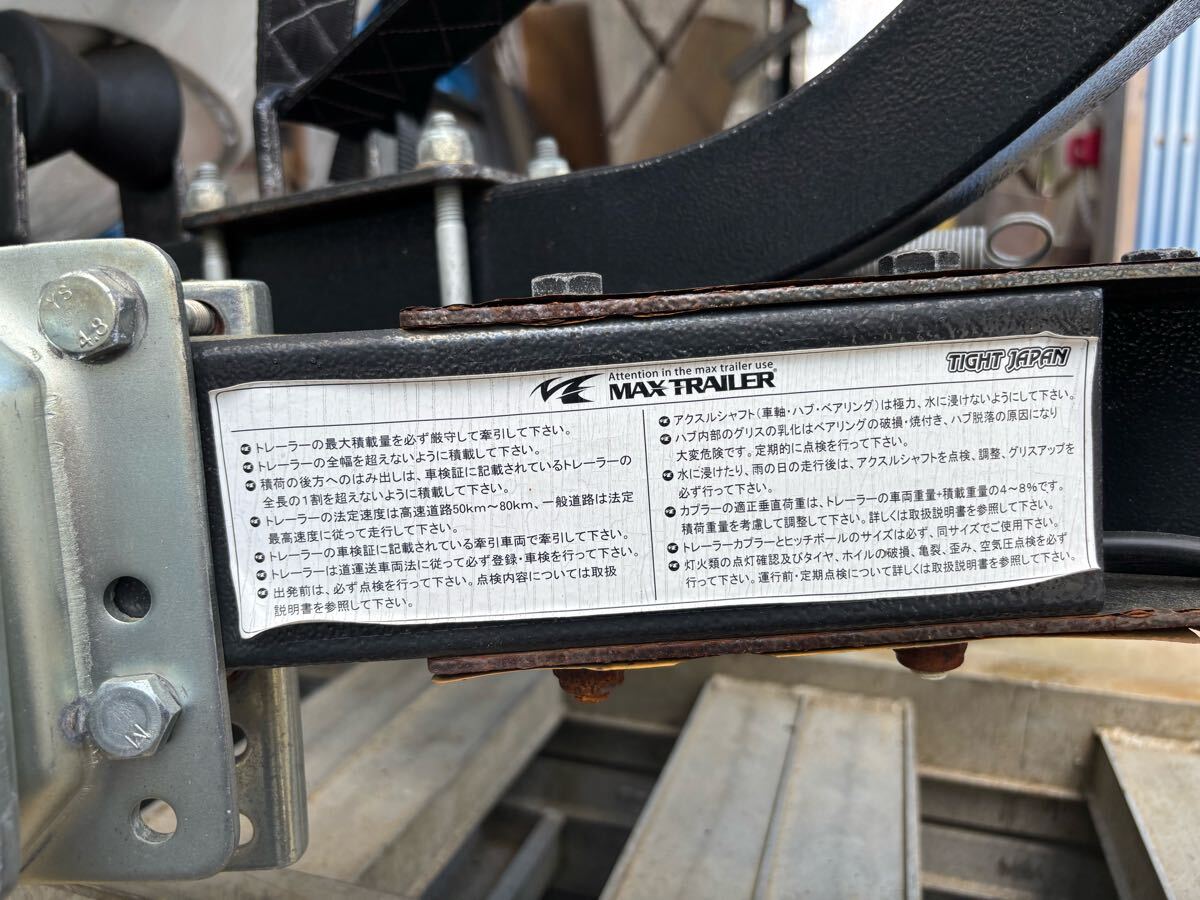 Attention in the max trailer use
MAX TRAILER
TIGHT JAPAN
トレーラーの最大積載量を必ず厳守して牽引して下さい。
トレーラーの全幅を超えないように積載して下さい。
積荷の後方へのはみ出しは、車検証に記載されているトレーラーの
全長の1割を超えないように積載して下さい。
トレーラーの法定速度は高速道路50km～80km、一般道路は法定
最高速度に従って走行して下さい。
トレーラーの車検証に記載されている牽引車両で牽引して下さい。
トレーラーは道運送車両法に従って必ず登録・車検を行って下さい。
出発前は、必ず点検を行って下さい。点検内容については取扱
説明書を参照して下さい。
アクスルシャフト(車軸・ハブ・ベアリング)は極力、水に浸けないようにして下さい。
ハブ内部のグリスの乳化はベアリングの破損・焼付き、ハブ脱落の原因になり
大変危険です。定期的に点検を行って下さい。
水に浸けたり、雨の日の走行後は、アクスルシャフトを点検、調整、グリスアップを
必ず行って下さい。
カプラーの適正垂直荷重は、トレーラーの車両重量+積載重量の4～8%です。
積荷重量を考慮して調整して下さい。詳しくは取扱説明書を参照して下さい。
トレーラーカプラーとヒッチボールのサイズは必ず、同サイズでご使用下さい。
灯火類の点灯確認及びタイヤ、ホイルの破損、亀裂、歪み、空気圧点検を必ず
行って下さい。運行前・定期点検について詳しくは取扱説明書を参照して下さい。
YS
4.8
M